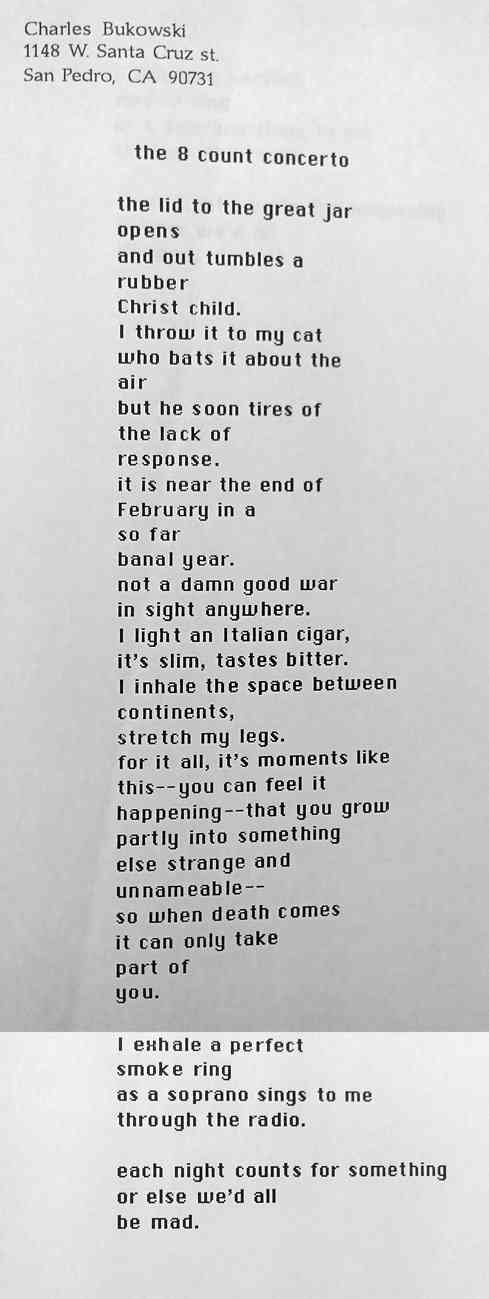 Charles Bukowski
1148 W. Santa Cruz st.
San Pedro, CA 90731
the 8 count concerto
the lid to the great jar
opens
and out tumbles a
rubber
Christ child.
I throw it to my cat
who bats it about the
air
but he soon tires of
the lack of
response.
it is near the end of
February in a
so far
banal year.
not a damn good war
in sight anywhere.
I light an Italian cigar,
it's slim, tastes bitter.
I inhale the space between
continents,
stretch my legs.
for it all, it's moments like
this--you can feel it
happening--that you grow
partly into something
else strange and
unnameable--
so when death comes
it can only take
part of
you.
I exhale a perfect
smoke ring
as a soprano sings to me
through the radio.
each night counts for something
or else we'd all
be mad.